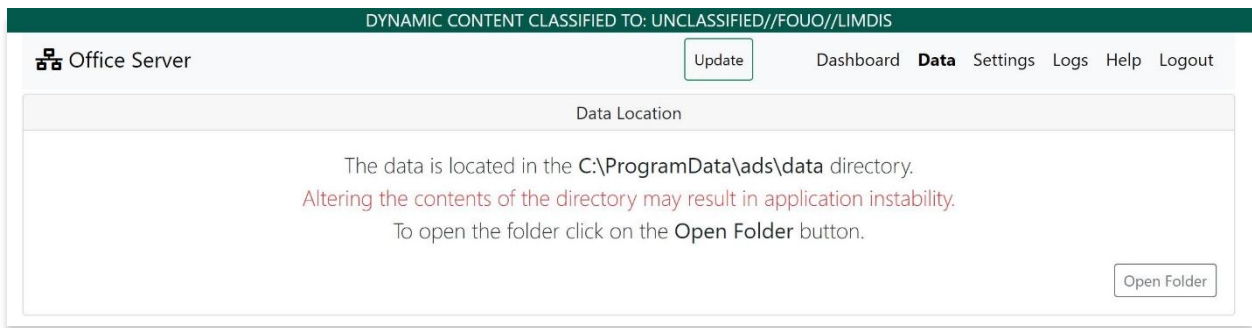 DYNAMIC CONTENT CLASSIFIED TO: UNCLASSIFIED//FOUO//LIMDIS
Office Server Update Dashboard Data Settings Logs Help Logout
Data Location
The data is located in the C:\ProgramData\ads\data directory.
Altering the contents of the directory may result in application instability.
To open the folder click on the Open Folder button.
Open Folder